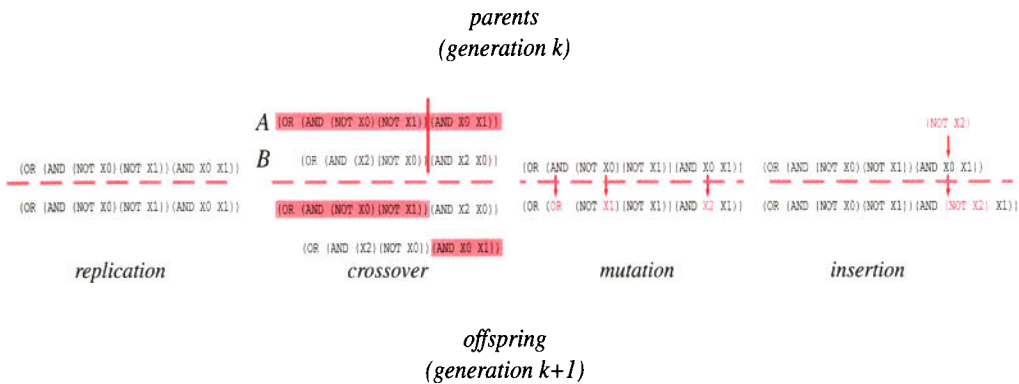 parents
(generation k)
A (OR (AND (NOT X0)(NOT X1))(AND X0 X1))
B (OR (AND (X2)(NOT X0))(AND X2 X0))
(OR (AND (NOT X0)(NOT X1))(AND X0 X1))
(OR (AND (NOT X0)(NOT X1))(AND X0 X1))
replication
(OR (AND (NOT X0)(NOT X1))(AND X2 X0))
(OR (AND (X2)(NOT X0))(AND X0 X1))
crossover
(OR (AND (NOT X0)(NOT X1))(AND X0 X1))
(OR (OR (NOT X1)(NOT X1))(AND X2 X1))
mutation
(NOT X2)
(OR (AND (NOT X0)(NOT X1))(AND X0 X1))
(OR (AND (NOT X0)(NOT X1))(AND (NOT X2) X1))
insertion
offspring
(generation k+1)